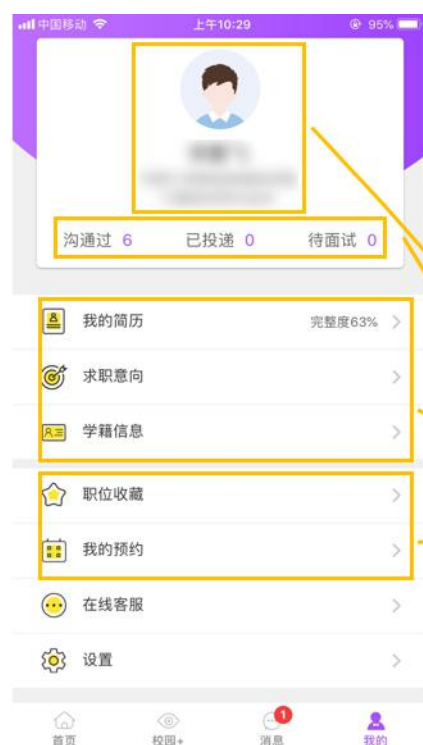 中国移动 上午10:29 95%
沟通过 6 已投递 0 待面试 0
我的简历 完整度63%
求职意向
学籍信息
职位收藏
我的预约
在线客服
设置
1
首页 校园+ 消息 我的